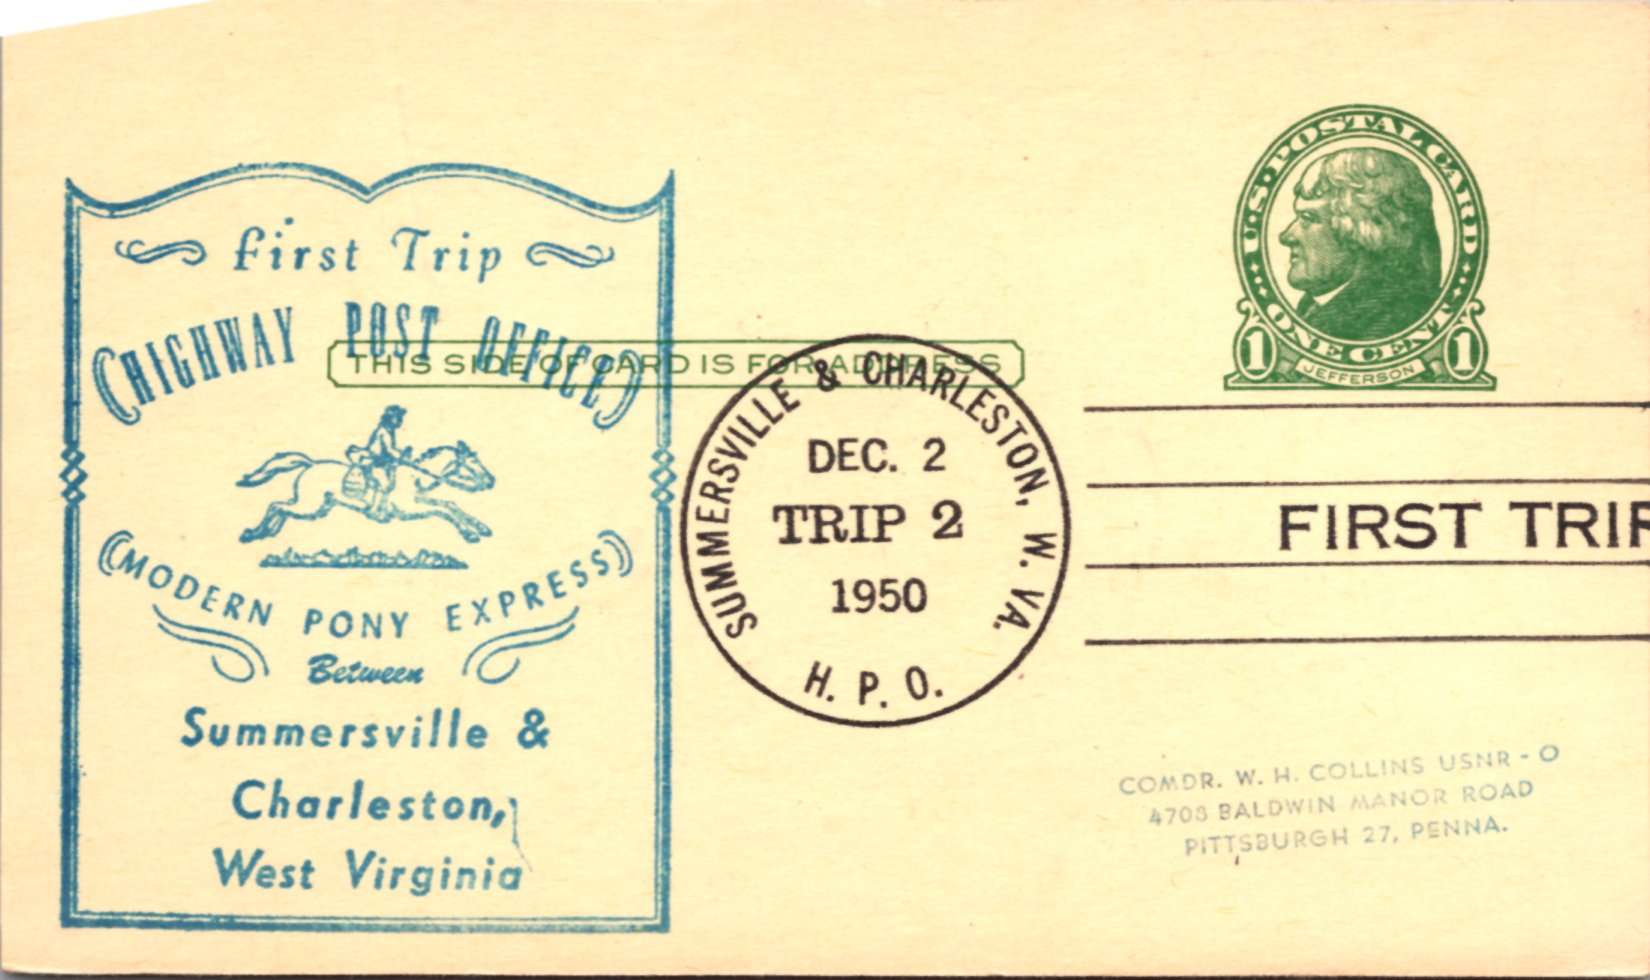 First Trip
(HIGHWAY POST OFFICE)
(MODERN PONY EXPRESS)
Between
Summersville &
Charleston,
West Virginia
THIS SIDE OF CARD IS FOR ADDRESS
SUMMERSVILLE & CHARLESTON, W. VA.
DEC. 2
TRIP 2
1950
H. P. O.
U·S·POSTAL CARD
ONE CENT
1 JEFFERSON 1
FIRST TRIP
COMDR. W. H. COLLINS USNR - O
4708 BALDWIN MANOR ROAD
PITTSBURGH 27, PENNA.